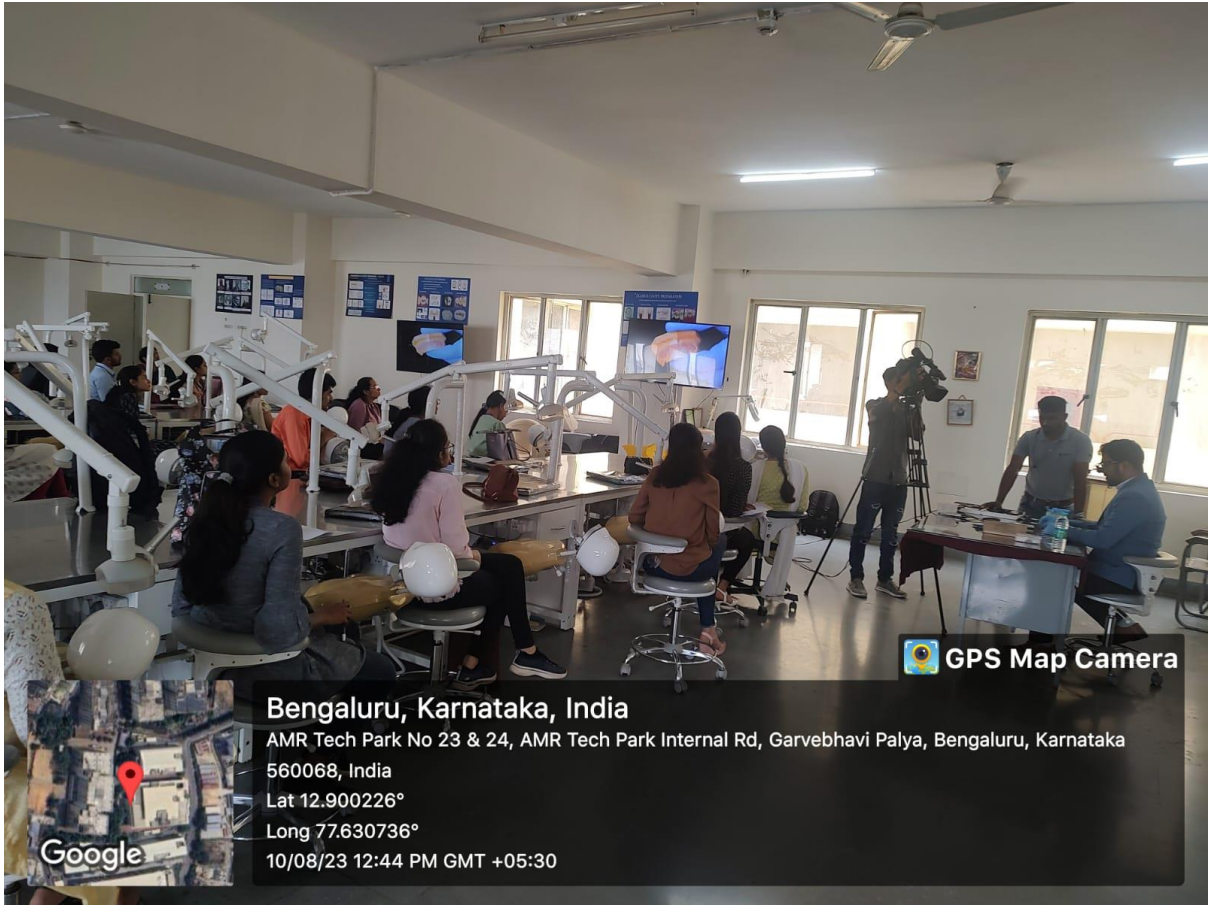 GPS Map Camera
Bengaluru, Karnataka, India
AMR Tech Park No 23 & 24, AMR Tech Park Internal Rd, Garvebhavi Palya, Bengaluru, Karnataka
560068, India
Lat 12.900226°
Long 77.630736°
10/08/23 12:44 PM GMT +05:30
Google